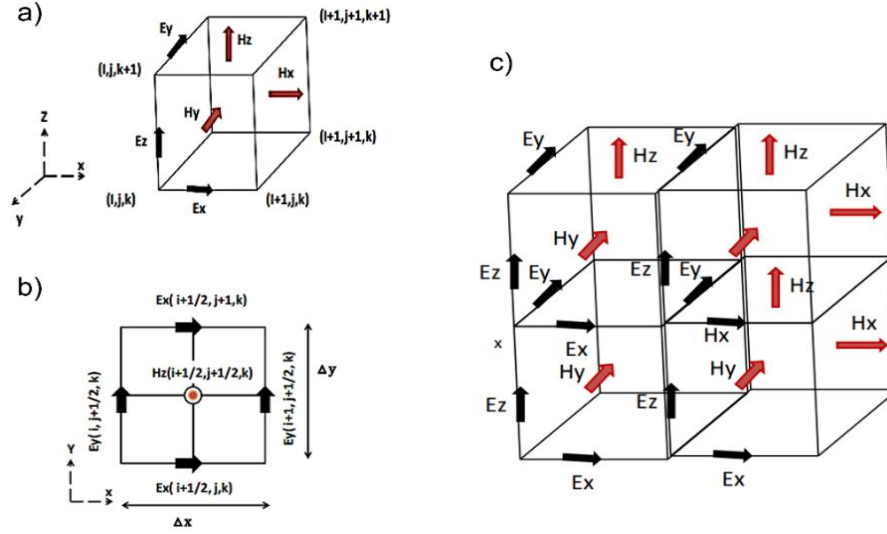 a)
Ey
Hz
(I+1,j+1,k+1)
(I,j,k+1)
Hx
Hy
Ez
(I+1,j+1,k)
Z
x
y
(I,j,k)
Ex
(I+1,j,k)
b)
Ex( i+1/2, j+1,k)
Ey( i, j+1/2, k)
Hz(i+1/2,j+1/2,k)
Ey( i+1, j+1/2, k)
Δy
Y
x
Ex( i+1/2, j,k)
Δx
c)
Ey
Hz
Ey
Hz
Hx
Hy
Ez
Ey
Ez
Ey
Hz
x
Ex
Hx
Hx
Hy
Hy
Ez
Ez
Ex
Ex